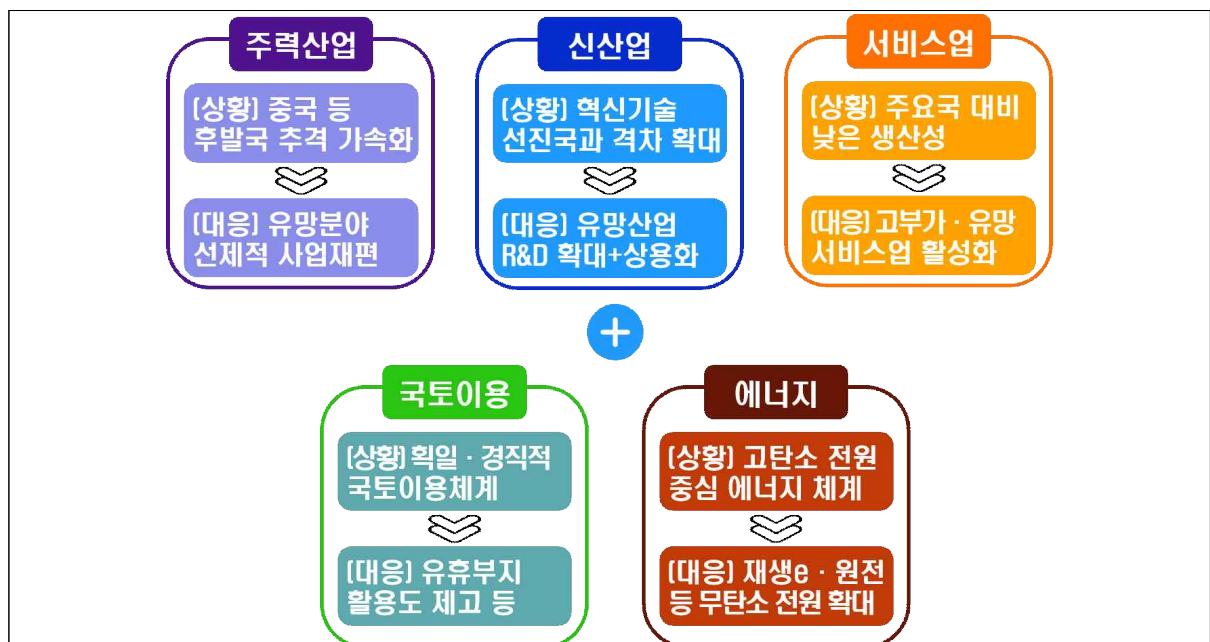 주력산업
[상황] 중국 등
후발국 추격 가속화
[대응] 유망분야
선제적 사업재편
신산업
[상황] 혁신기술
선진국과 격차 확대
[대응] 유망산업
R&D 확대+상용화
서비스업
[상황] 주요국 대비
낮은 생산성
[대응] 고부가·유망
서비스업 활성화
+
국토이용
[상황] 획일·경직적
국토이용체계
[대응] 유휴부지
활용도 제고 등
에너지
[상황] 고탄소 전원
중심 에너지 체계
[대응] 재생e·원전
등 무탄소 전원 확대